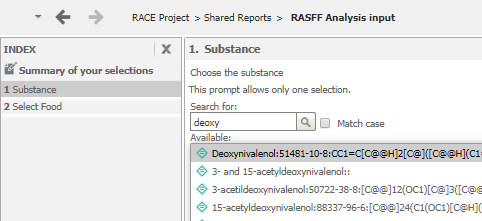 RACE Project > Shared Reports > RASFF Analysis input
INDEX
Summary of your selections
1 Substance
2 Select Food
1. Substance
Choose the substance
This prompt allows only one selection.
Search for:
deoxy
Match case
Available:
Deoxynivalenol:51481-10-8:CC1=C[C@@H]2[C@]([C@@H](C1=
3- and 15-acetyldeoxynivalenol::
3-acetildeoxynivalenol:50722-38-8:[C@@]12(OC1)[C@]3([C@@H
15-acetyldeoxynivalenol:88337-96-6:[C@@]24(C1(OC1)[C@H](C